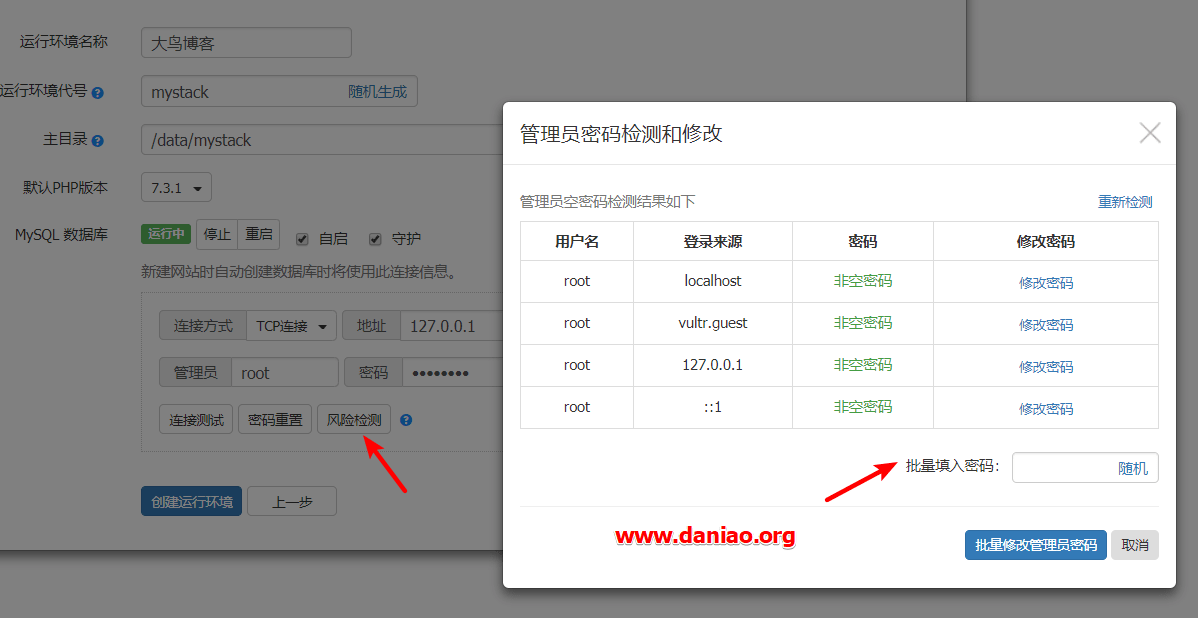 运行环境名称 大鸟博客
运行环境代号 mystack 随机生成
主目录 /data/mystack
默认PHP版本 7.3.1
MySQL 数据库 运行中 停止 重启 自启 守护
新建网站时自动创建数据库时将使用此连接信息。
连接方式 TCP连接 地址 127.0.0.1
管理员 root 密码 ••••••••
连接测试 密码重置 风险检测
创建运行环境 上一步
管理员密码检测和修改
管理员空密码检测结果如下 重新检测
用户名 登录来源 密码 修改密码
root localhost 非空密码 修改密码
root vultr.guest 非空密码 修改密码
root 127.0.0.1 非空密码 修改密码
root ::1 非空密码 修改密码
批量填入密码: 随机
www.daniao.org
批量修改管理员密码 取消